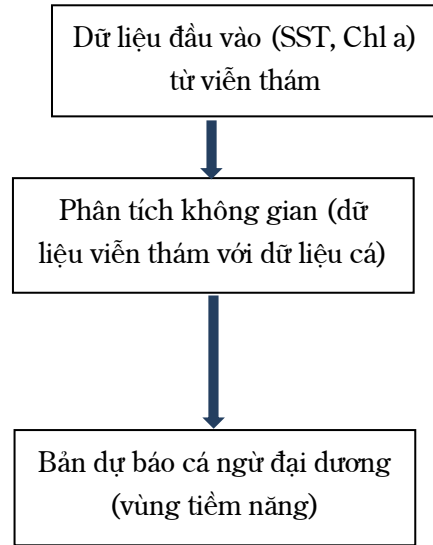 Dữ liệu đầu vào (SST, Chl a)
từ viễn thám
Phân tích không gian (dữ
liệu viễn thám với dữ liệu cá)
Bản dự báo cá ngừ đại dương
(vùng tiềm năng)